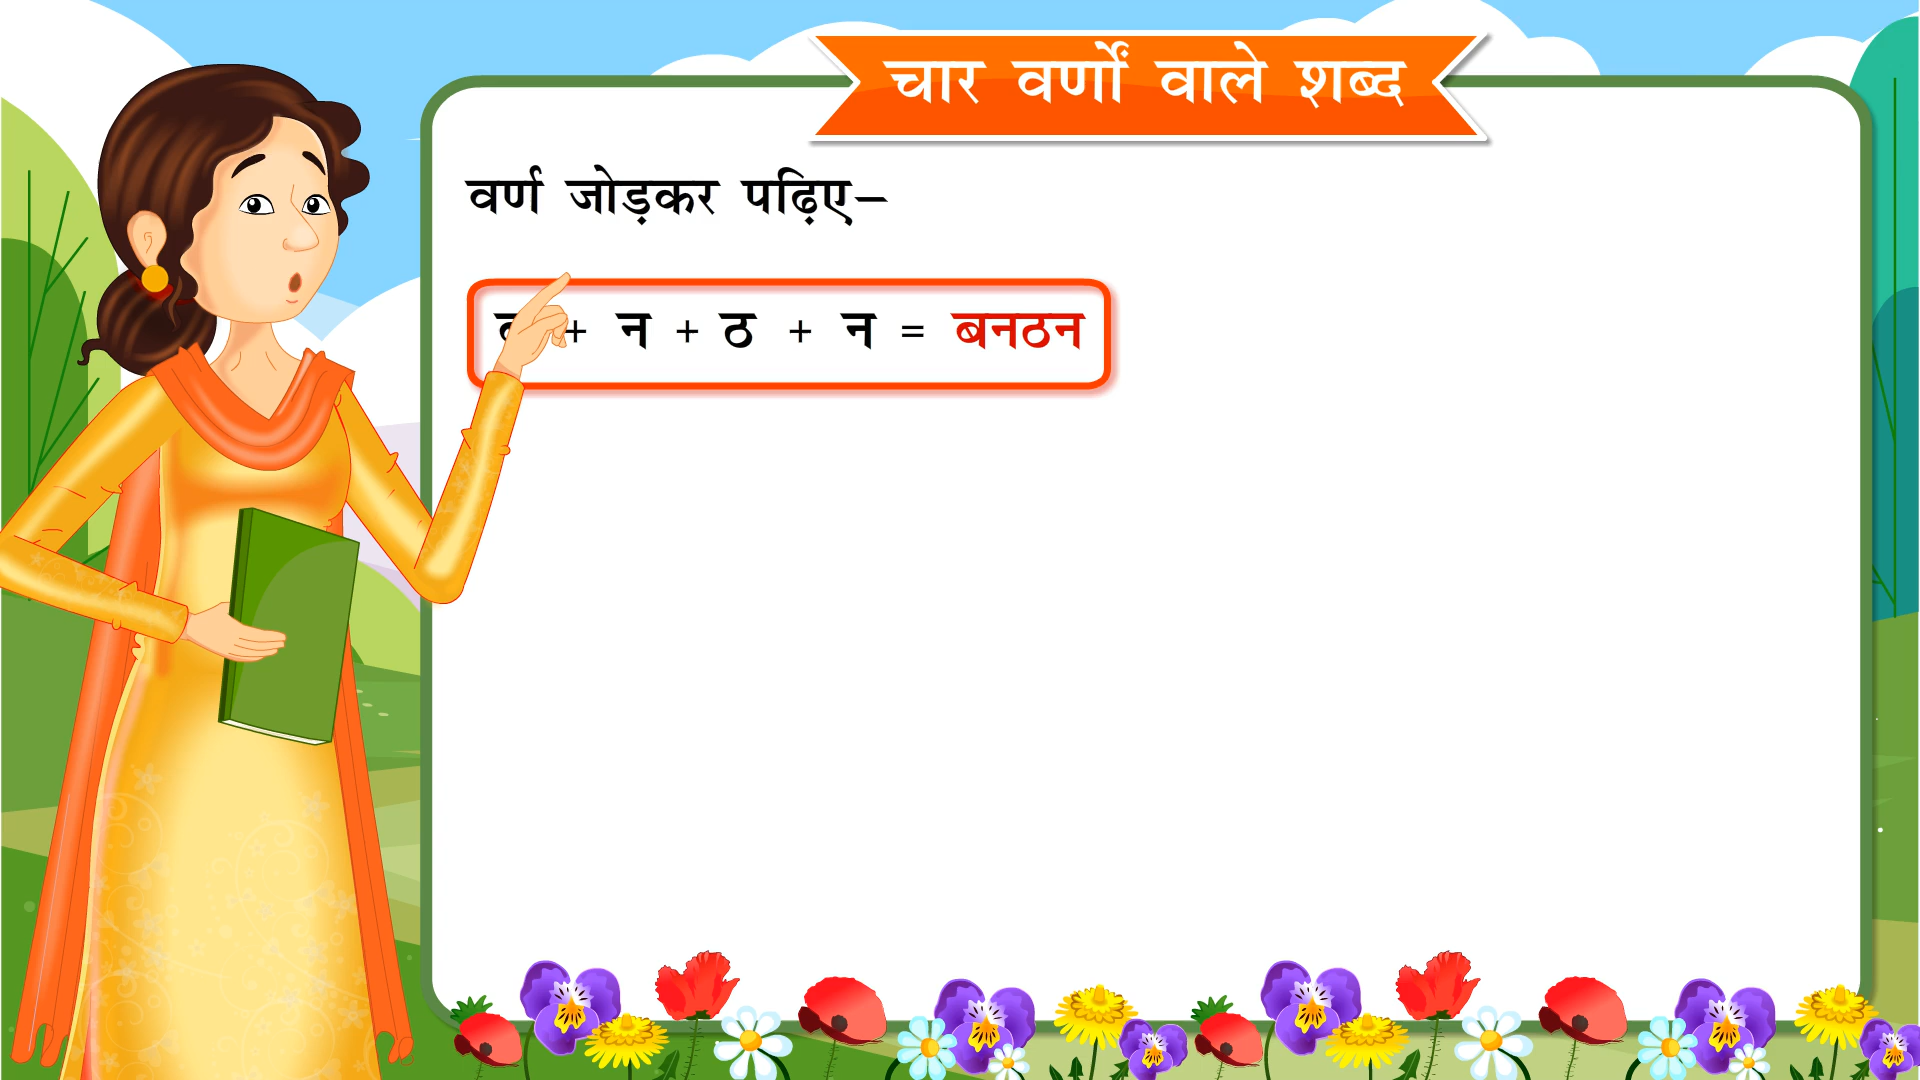 चार वर्णों वाले शब्द
वर्ण जोड़कर पढ़िए–
+ न + ठ + न = बनठन